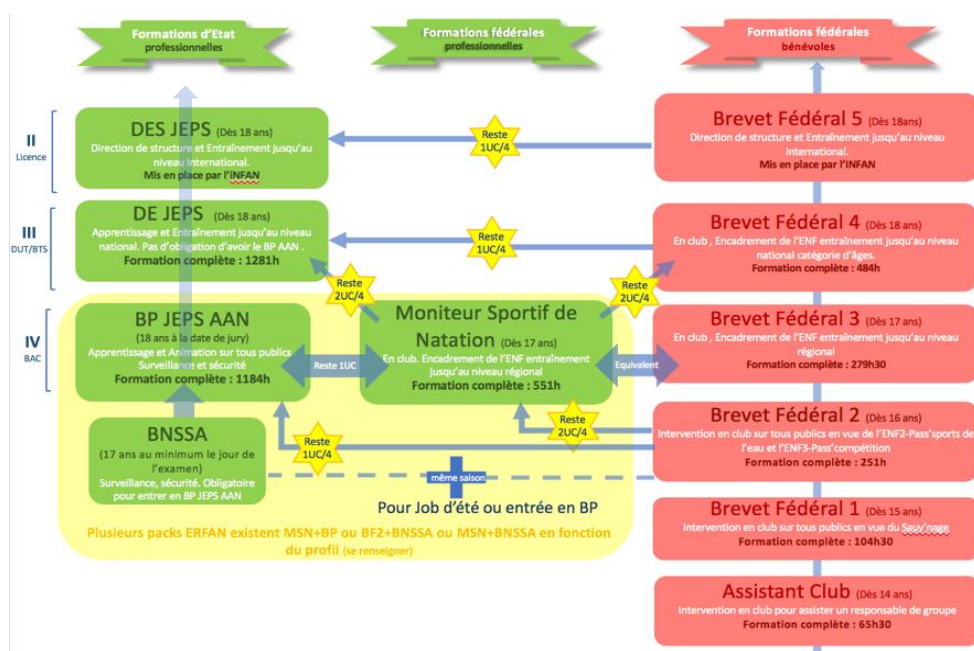 Formations d'Etat
professionnelles
Formations fédérales
professionnelles
Formations fédérales
bénévoles
II
Licence
DES JEPS (Dès 18 ans)
Direction de structure et Entraînement jusqu'au
niveau International.
Mis en place par l'INFAN
Reste
1UC/4
Brevet Fédéral 5 (Dès 18ans)
Direction de structure et Entraînement jusqu'au niveau
International.
Mis en place par l'INFAN
III
DUT/BTS
DE JEPS (Dès 18 ans)
Apprentissage et Entraînement jusqu'au niveau
national. Pas d'obligation d'avoir le BP AAN .
Formation complète : 1281h
Reste
1UC/4
Brevet Fédéral 4 (Dès 18 ans)
En club , Encadrement de l'ENF entraînement jusqu'au niveau
national catégorie d'âges.
Formation complète : 484h
Reste
2UC/4
Reste
2UC/4
IV
BAC
BP JEPS AAN
(18 ans à la date de jury)
Apprentissage et Animation sur tous publics
Surveillance et sécurité
Formation complète : 1184h
Reste 1UC
Moniteur Sportif de
Natation (Dès 17 ans)
En club. Encadrement de l'ENF entraînement
jusqu'au niveau régional
Formation complète : 551h
Equivalent
Brevet Fédéral 3 (Dès 17 ans)
En club , Encadrement de l'ENF entraînement jusqu'au niveau
régional
Formation complète : 279h30
BNSSA
(17 ans au minimum le jour de
l'examen)
Surveillance, sécurité. Obligatoire
pour entrer en BP JEPS AAN
Reste
1UC/4
Reste
2UC/4
Brevet Fédéral 2 (Dès 16 ans)
Intervention en club sur tous publics en vue de l'ENF2-Pass'sports de
l'eau et l'ENF3-Pass'compétition
Formation complète : 251h
même saison
Pour Job d'été ou entrée en BP
Plusieurs packs ERFAN existent MSN+BP ou BF2+BNSSA ou MSN+BNSSA en fonction
du profil (se renseigner)
Brevet Fédéral 1 (Dès 15 ans)
Intervention en club sur tous publics en vue du Sauv'nage
Formation complète : 104h30
Assistant Club (Dès 14 ans)
Intervention en club pour assister un responsable de groupe
Formation complète : 65h30